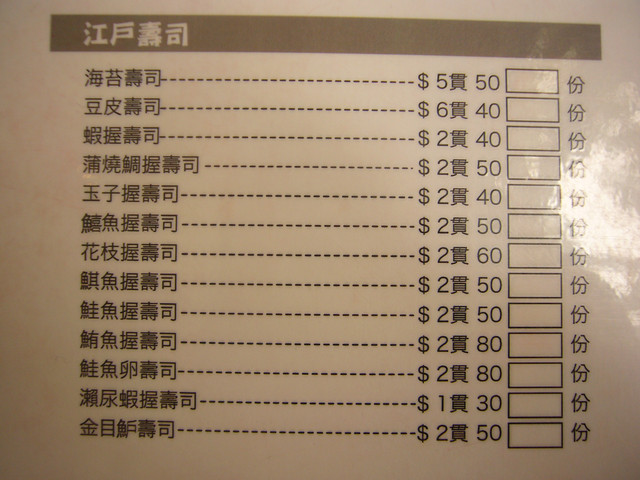 江戶壽司
海苔壽司--------------------------------$ 5貫 50 份
豆皮壽司--------------------------------$ 6貫 40 份
蝦握壽司--------------------------------$ 2貫 40 份
蒲燒鯛握壽司---------------------------$ 2貫 50 份
玉子握壽司------------------------------$ 2貫 40 份
鱚魚握壽司------------------------------$ 2貫 50 份
花枝握壽司------------------------------$ 2貫 60 份
鯕魚握壽司------------------------------$ 2貫 50 份
鮭魚握壽司------------------------------$ 2貫 50 份
鮪魚握壽司------------------------------$ 2貫 80 份
鮭魚卵壽司------------------------------$ 2貫 80 份
瀨尿蝦握壽司---------------------------$ 1貫 30 份
金目鮋壽司------------------------------$ 2貫 50 份